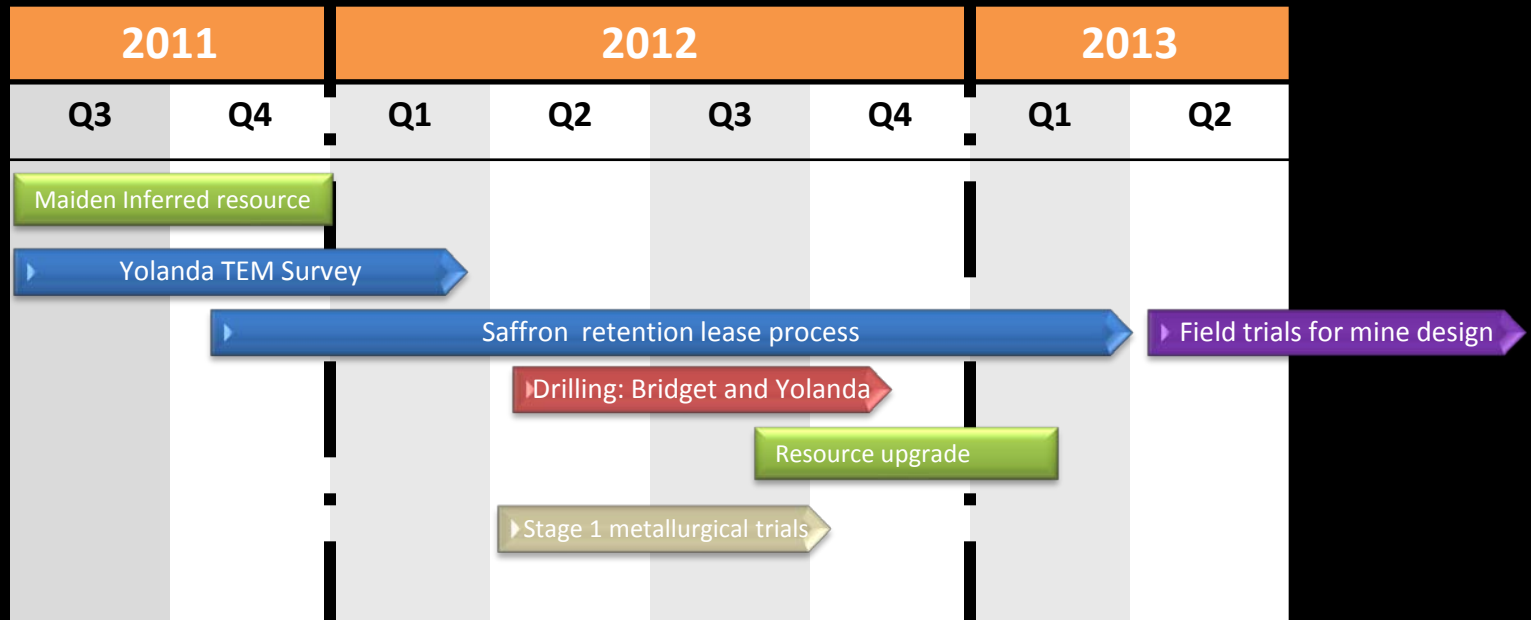 2011 2012 2013
Q3 Q4 Q1 Q2 Q3 Q4 Q1 Q2
Maiden Inferred resource
Yolanda TEM Survey
Saffron retention lease process Field trials for mine design
Drilling: Bridget and Yolanda
Resource upgrade
Stage 1 metallurgical trials